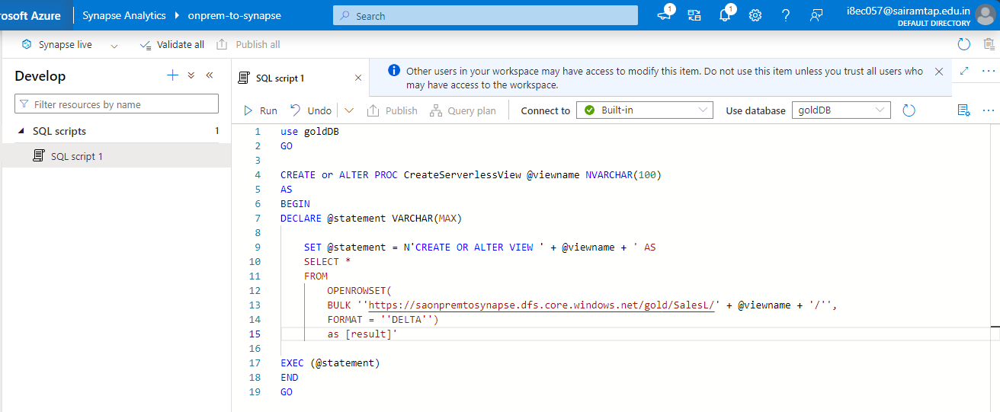 rosoft Azure Synapse Analytics onprem-to-synapse Search 1 1 i8ec057@sairamtap.edu.in
DEFAULT DIRECTORY
Synapse live Validate all Publish all
Develop
Filter resources by name
SQL scripts 1
SQL script 1
SQL script 1
Other users in your workspace may have access to modify this item. Do not use this item unless you trust all users who
may have access to the workspace.
Run Undo Publish Query plan Connect to Built-in Use database goldDB
1 use goldDB
2 GO
3
4 CREATE or ALTER PROC CreateServerlessView @viewname NVARCHAR(100)
5 AS
6 BEGIN
7 DECLARE @statement VARCHAR(MAX)
8
9 SET @statement = N'CREATE OR ALTER VIEW ' + @viewname + ' AS
10 SELECT *
11 FROM
12 OPENROWSET(
13 BULK ''https://saonpremtosynapse.dfs.core.windows.net/gold/SalesL/' + @viewname + '/'',
14 FORMAT = ''DELTA'')
15 as [result]'
16
17 EXEC (@statement)
18 END
19 GO